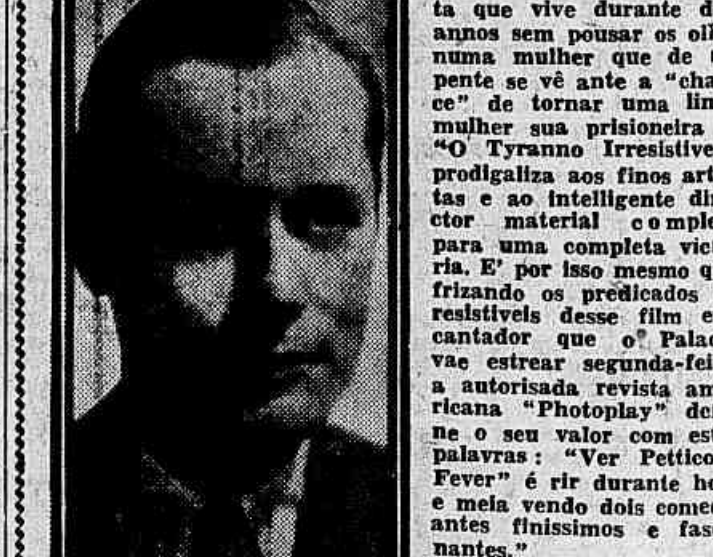 ta que vive durante d
annos sem pousar os oll
numa mulher que de
pente se vê ante a "cha
ce" de tornar uma lin
mulher sua prisioneira
"O Tyranno Irresistive
prodigaliza aos finos art
tas e ao intelligente dir
ctor material comple
para uma completa vict
ria. E' por isso mesmo q
frizando os predicados
resistiveis desse film e
cantador que o Palac
vae estrear segunda-fei
a autorisada revista am
ricana "Photoplay" de
ne o seu valor com est
palavras: "Ver Pettico
Fever" é rir durante ho
e meia vendo dois come
antes finissimos e fas
nantes."